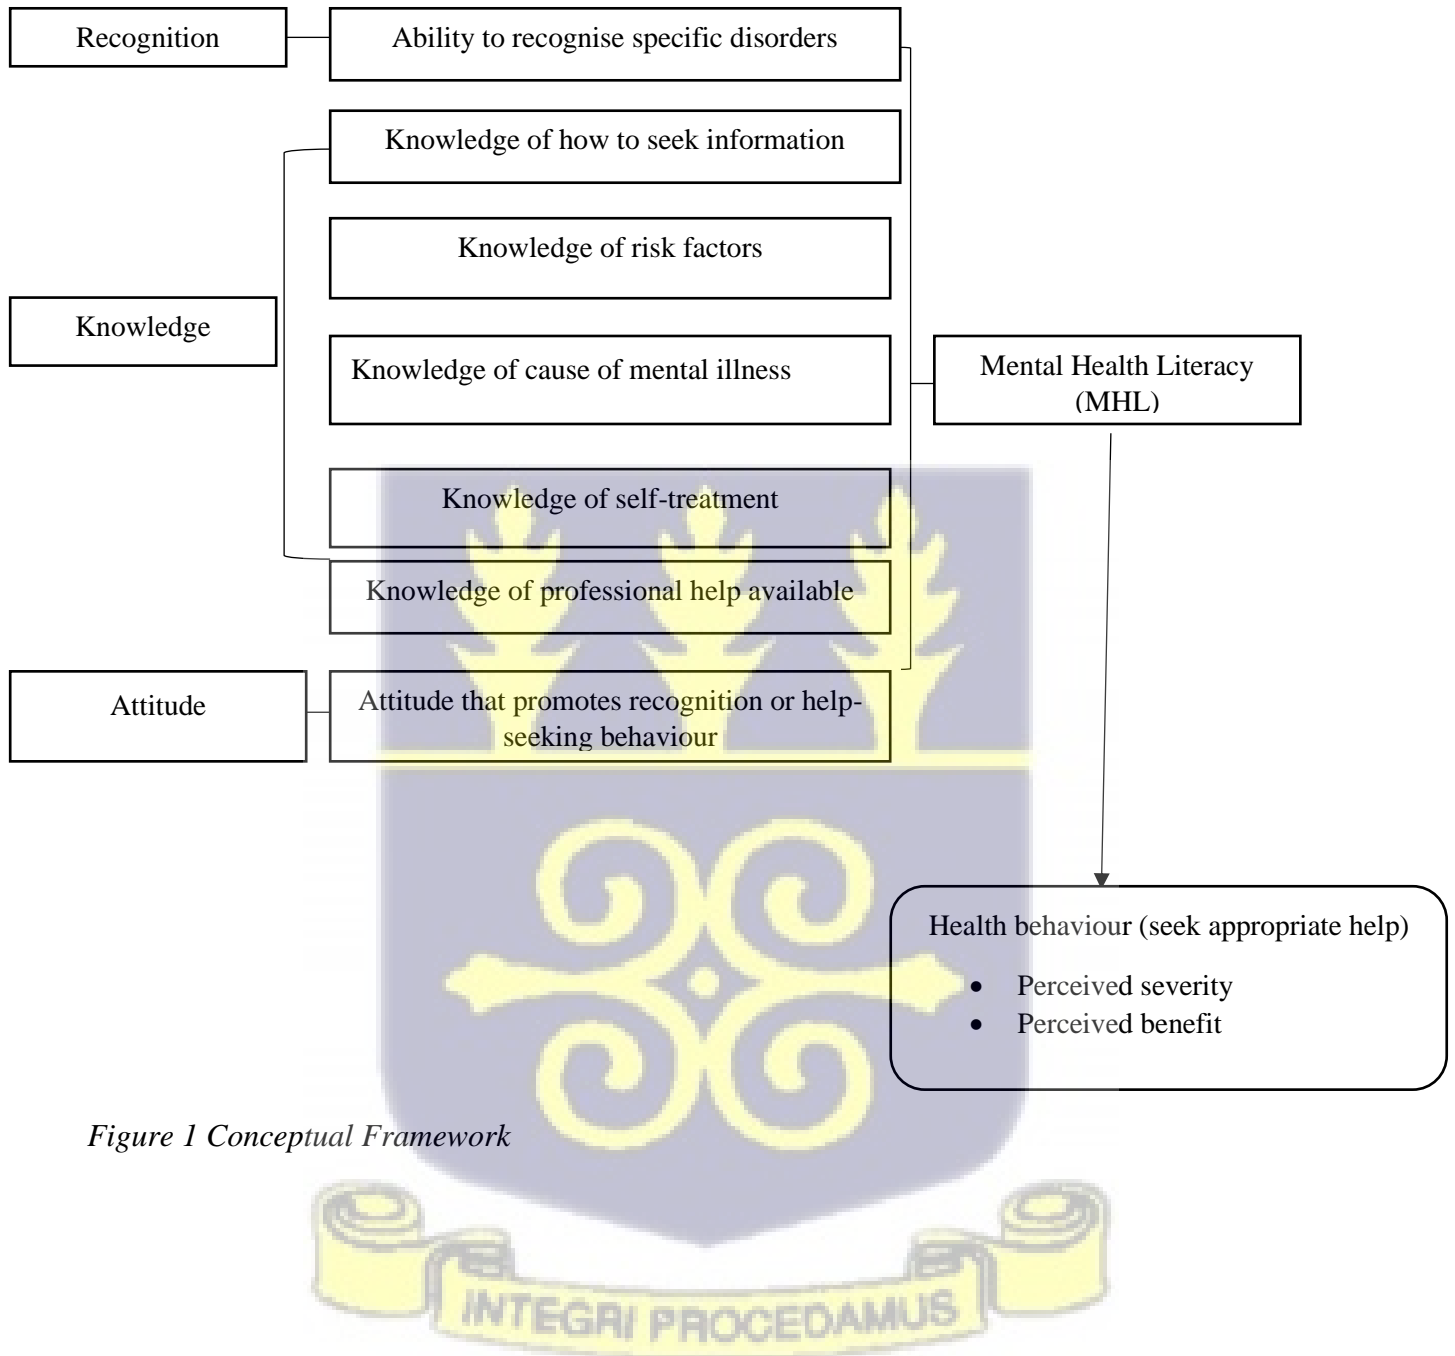 Recognition
Ability to recognise specific disorders
Knowledge of how to seek information
Knowledge of risk factors
Knowledge
Knowledge of cause of mental illness
Mental Health Literacy
(MHL)
Knowledge of self-treatment
Knowledge of professional help available
Attitude
Attitude that promotes recognition or help-
seeking behaviour
Health behaviour (seek appropriate help)
• Perceived severity
• Perceived benefit
Figure 1 Conceptual Framework
INTEGRI PROCEDAMUS